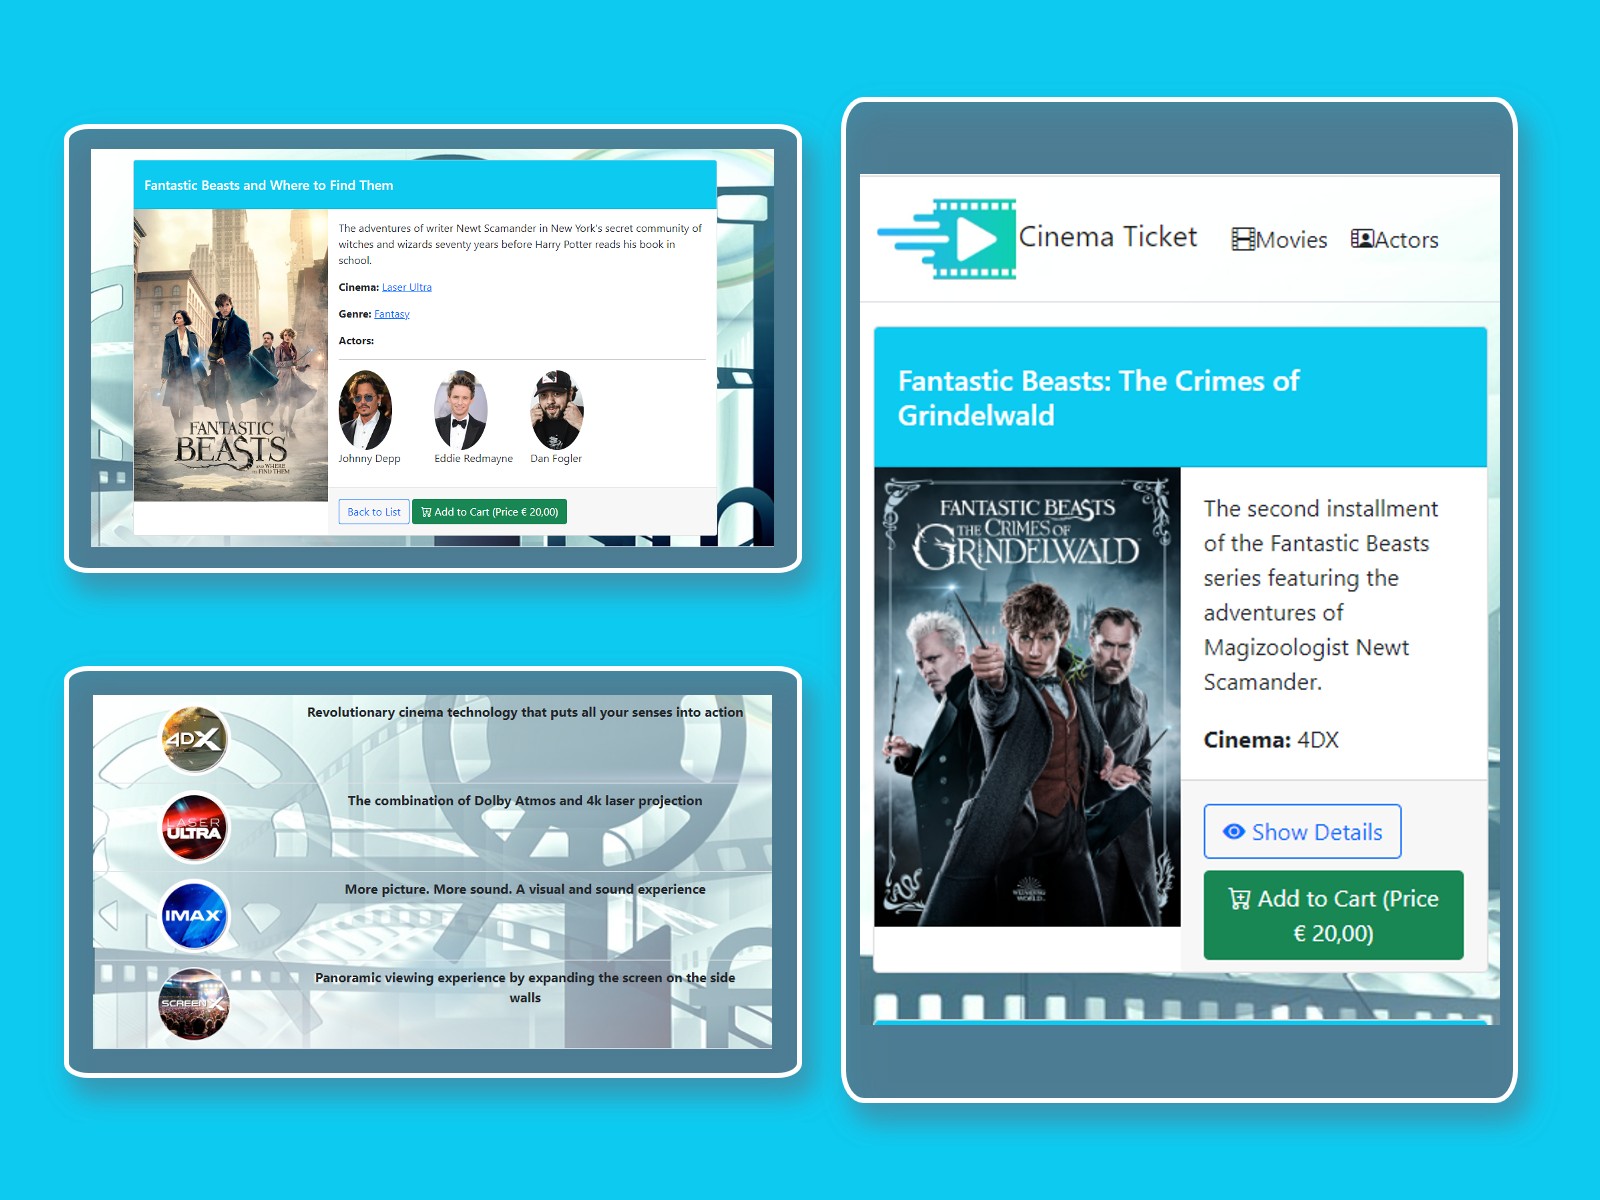 Fantastic Beasts and Where to Find Them
The adventures of writer Newt Scamander in New York's secret community of
witches and wizards seventy years before Harry Potter reads his book in
school.
Cinema: Laser Ultra
Genre: Fantasy
Actors:
Johnny Depp Eddie Redmayne Dan Fogler
Back to List Add to Cart (Price € 20,00)
FANTASTIC
BEASTS
AND WHERE
TO FIND THEM
4DX
Revolutionary cinema technology that puts all your senses into action
LASER
ULTRA
The combination of Dolby Atmos and 4k laser projection
IMAX
More picture. More sound. A visual and sound experience
SCREENX
Panoramic viewing experience by expanding the screen on the side
walls
Cinema Ticket Movies Actors
Fantastic Beasts: The Crimes of
Grindelwald
FANTASTIC BEASTS
THE CRIMES OF
GRINDELWALD
WIZARDING
WORLD
The second installment
of the Fantastic Beasts
series featuring the
adventures of
Magizoologist Newt
Scamander.
Cinema: 4DX
Show Details
Add to Cart (Price
€ 20,00)